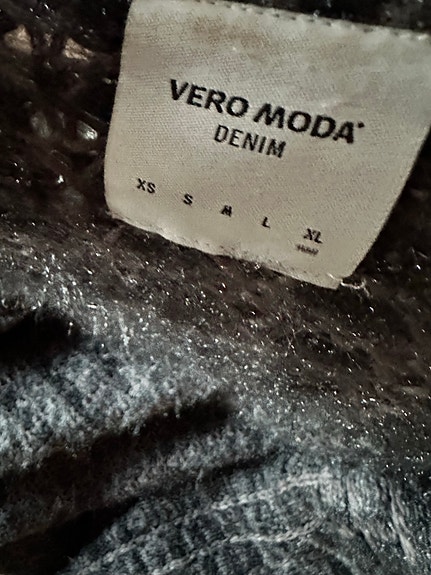 VERO MODA®
DENIM
XS S M L XL